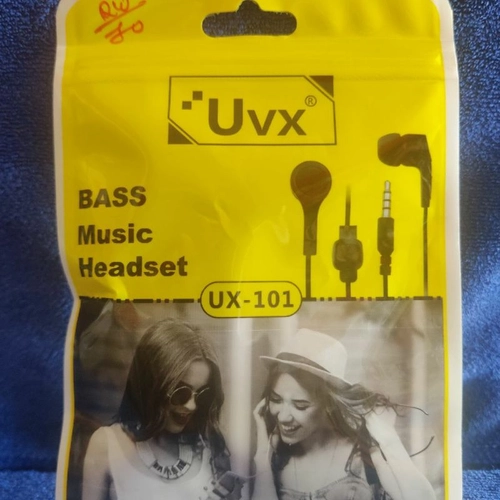 Uvx®
BASS
Music
Headset
UX-101